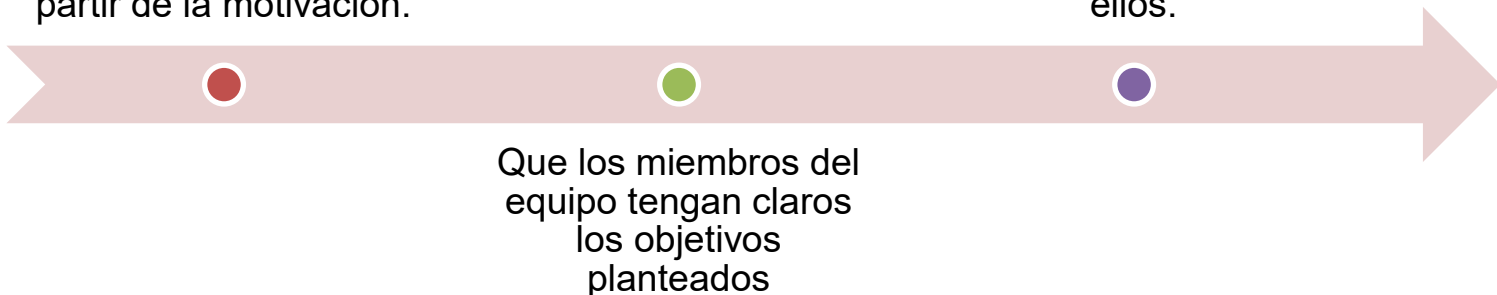 partir de la motivación.
ellos.
Que los miembros del
equipo tengan claros
los objetivos
planteados